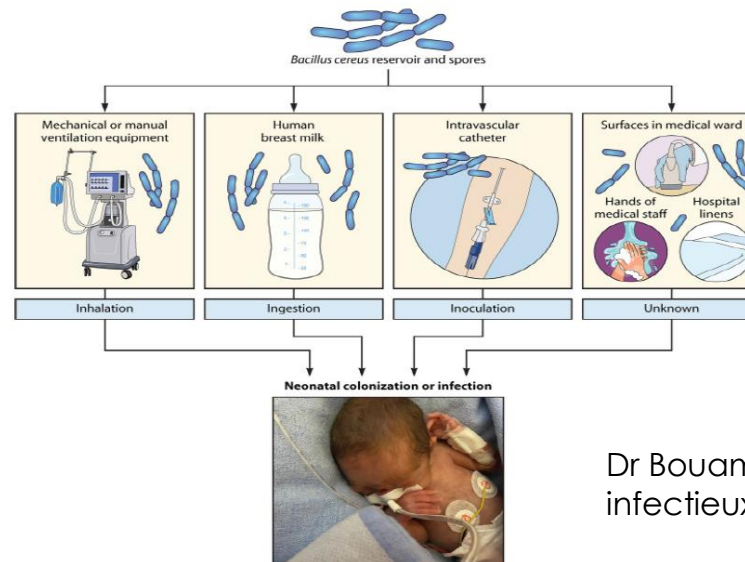 Bacillus cereus reservoir and spores
Mechanical or manual
ventilation equipment
Human
breast milk
Intravascular
catheter
Surfaces in medical ward
Hands of
medical staff
Hospital
linens
Inhalation
Ingestion
Inoculation
Unknown
Neonatal colonization or infection
Dr
infectieux